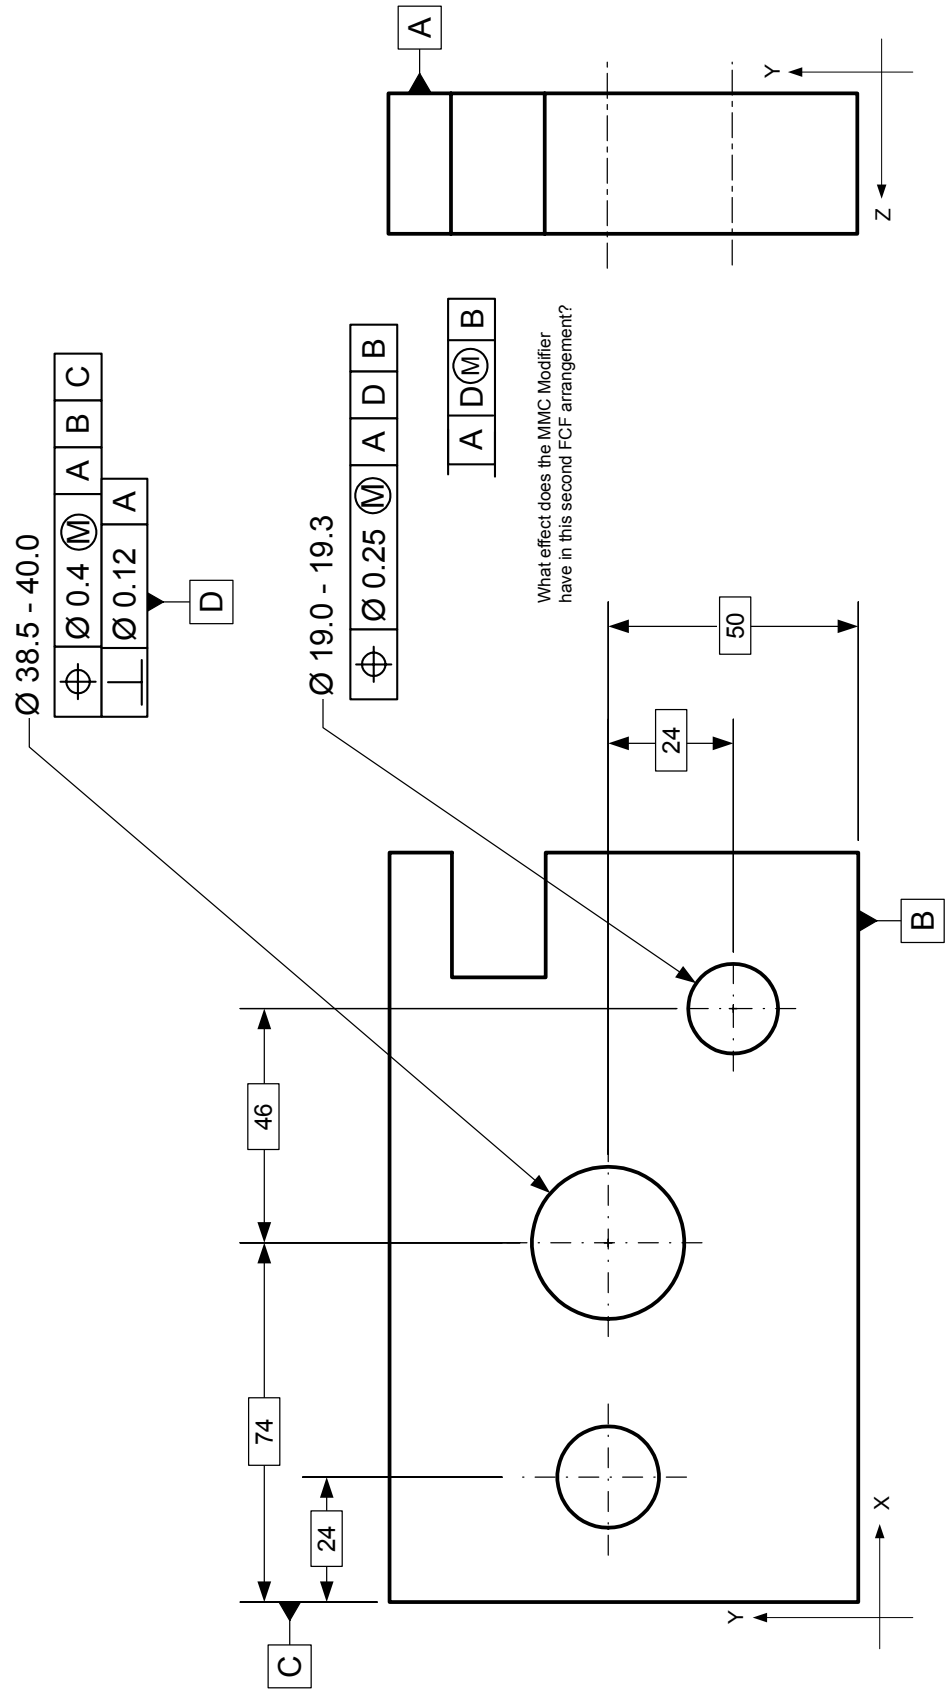 Ø 38.5 - 40.0
⌖ Ø 0.4 Ⓜ A B C
⟂ Ø 0.12 A
D
Ø 19.0 - 19.3
⌖ Ø 0.25 Ⓜ A D B
A DⓂ B
What effect does the MMC Modifier
have in this second FCF arrangement?
A
Y
Z
C
24
74
46
24
50
B
Y
X